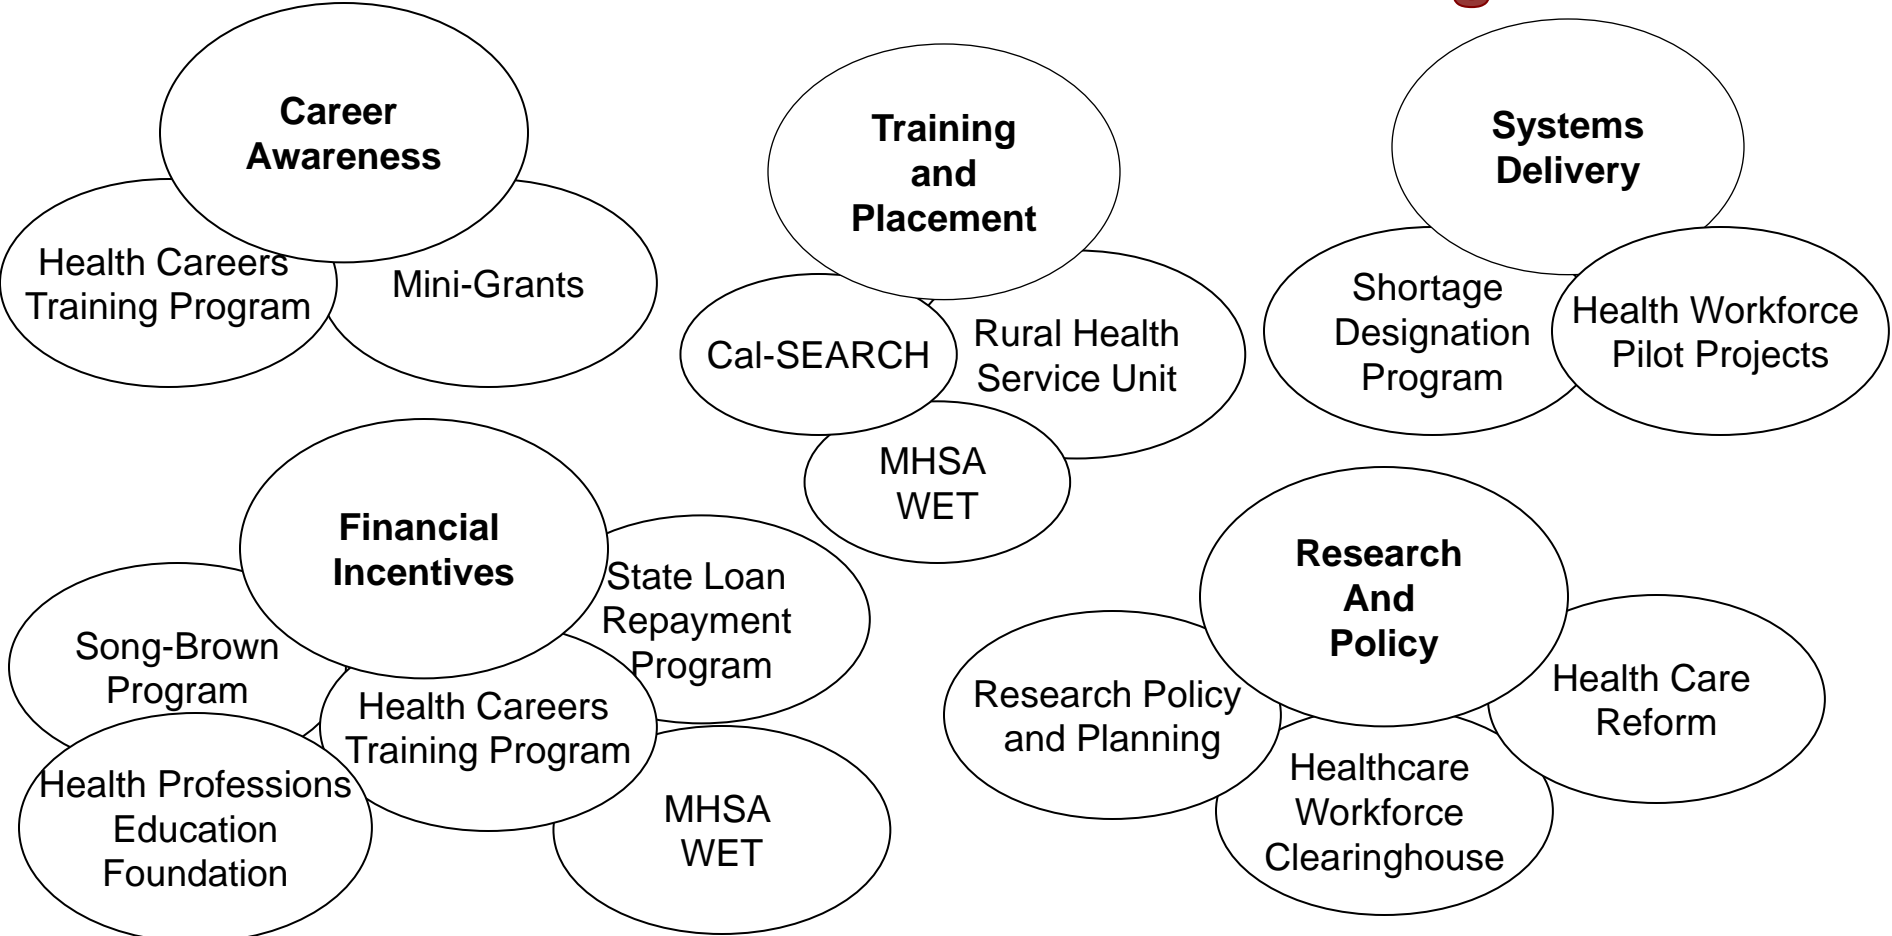 Career
Awareness
Health Careers
Training Program
Mini-Grants
Training
and
Placement
Cal-SEARCH
Rural Health
Service Unit
MHSA
WET
Systems
Delivery
Shortage
Designation
Program
Health Workforce
Pilot Projects
Financial
Incentives
Song-Brown
Program
State Loan
Repayment
Program
Health Careers
Training Program
Health Professions
Education
Foundation
MHSA
WET
Research
And
Policy
Research Policy
and Planning
Healthcare
Workforce
Clearinghouse
Health Care
Reform